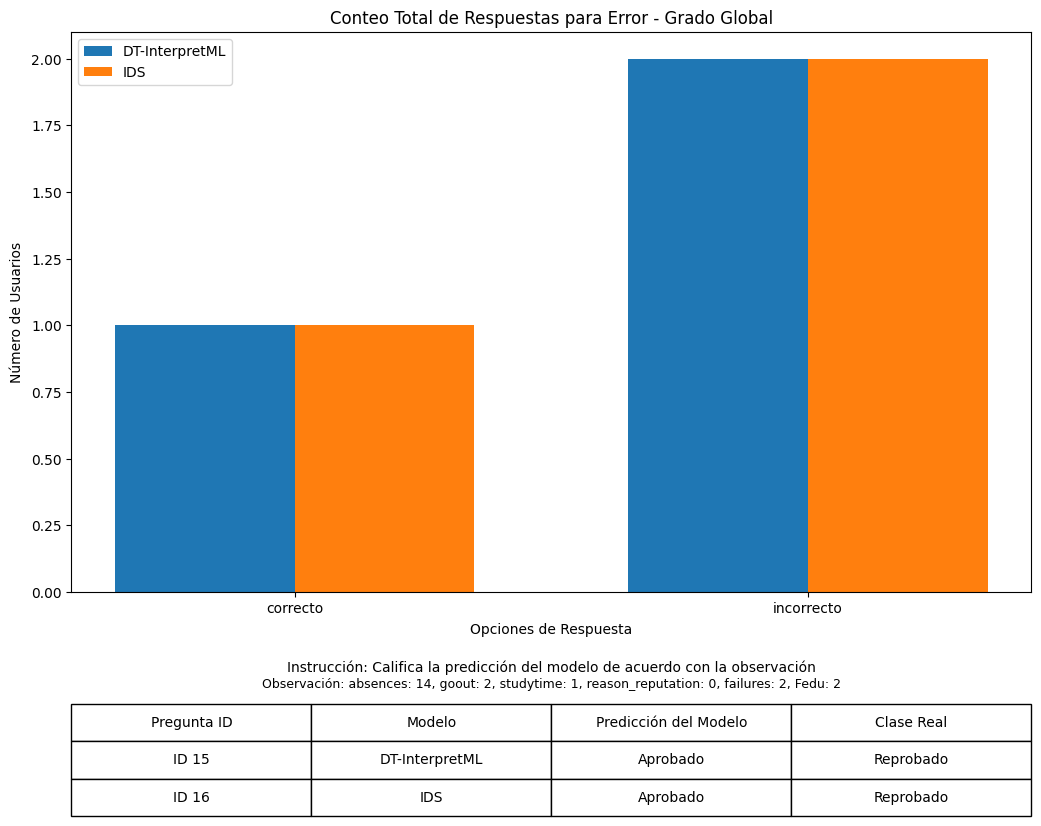 Conteo Total de Respuestas para Error - Grado Global
DT-InterpretML
IDS
2.00
1.75
1.50
1.25
1.00
0.75
0.50
0.25
0.00
Número de Usuarios
correcto incorrecto
Opciones de Respuesta
Instrucción: Califica la predicción del modelo de acuerdo con la observación
Observación: absences: 14, goout: 2, studytime: 1, reason_reputation: 0, failures: 2, Fedu: 2
Pregunta ID Modelo Predicción del Modelo Clase Real
ID 15 DT-InterpretML Aprobado Reprobado
ID 16 IDS Aprobado Reprobado